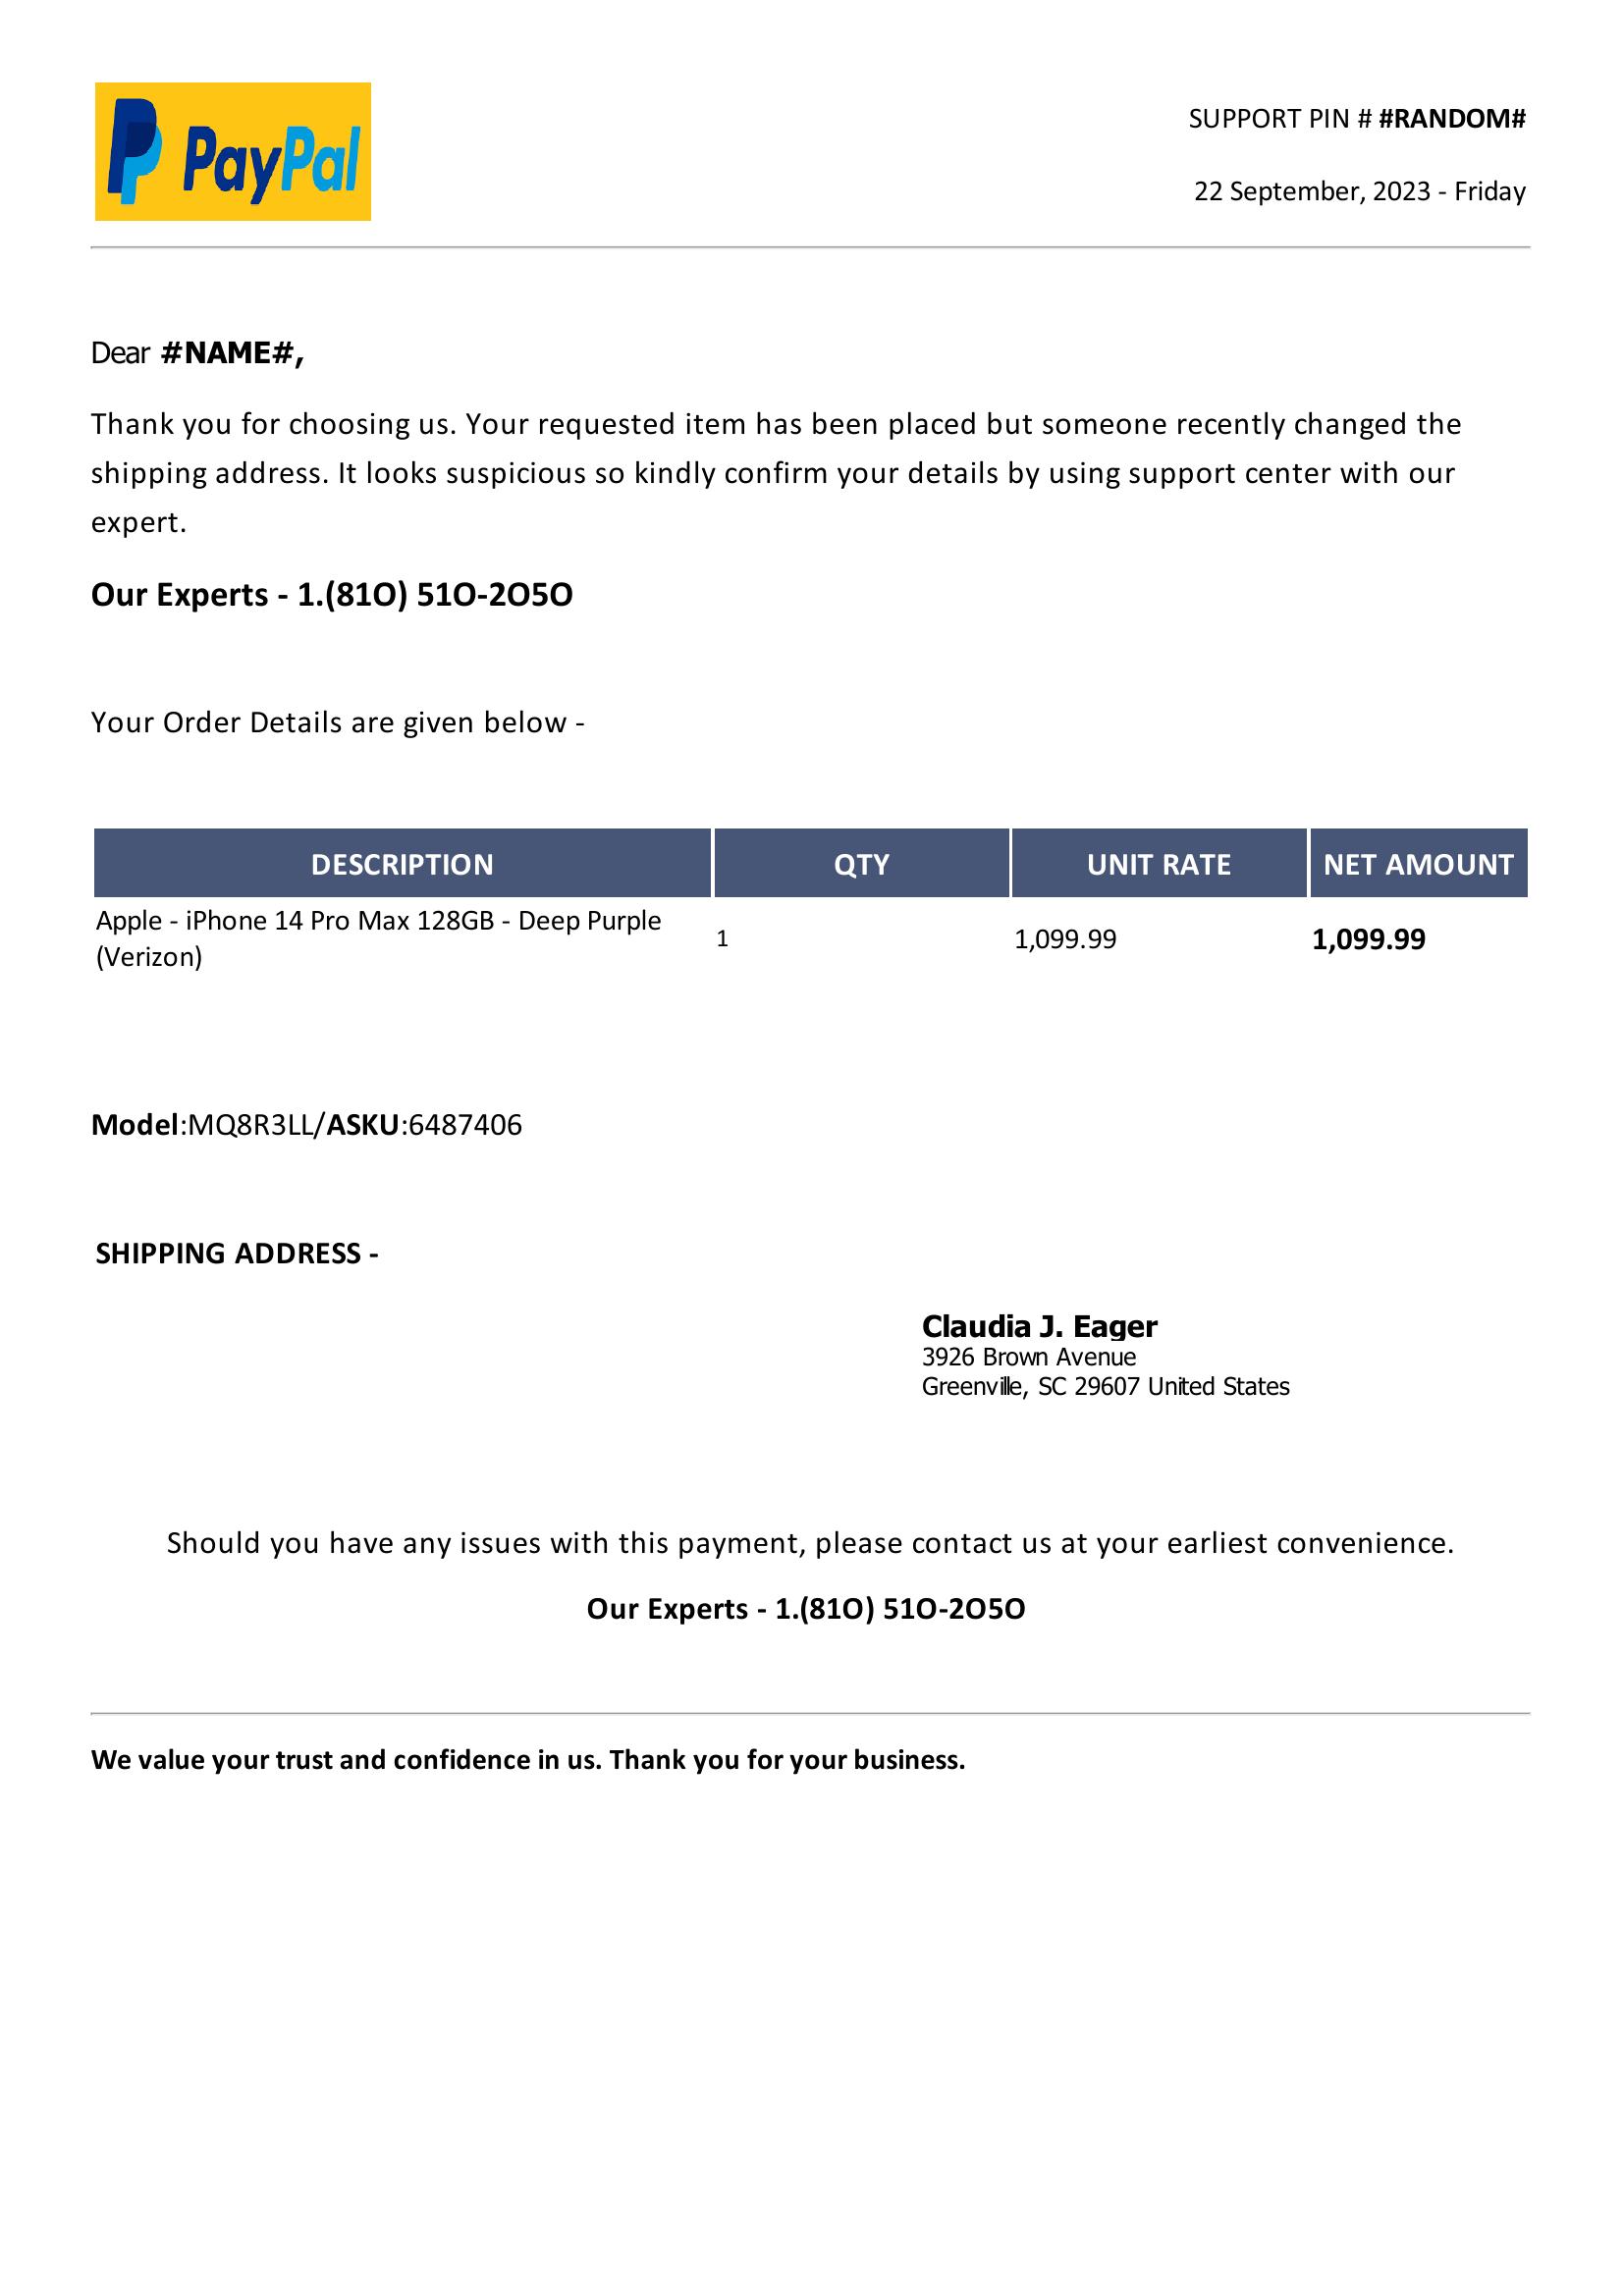 PayPal
SUPPORT PIN # #RANDOM#
22 September, 2023 - Friday
Dear #NAME#,
Thank you for choosing us. Your requested item has been placed but someone recently changed the
shipping address. It looks suspicious so kindly confirm your details by using support center with our
expert.
Our Experts - 1.(81O) 51O-2O5O
Your Order Details are given below -
DESCRIPTION QTY UNIT RATE NET AMOUNT
Apple - iPhone 14 Pro Max 128GB - Deep Purple
(Verizon) 1 1,099.99 1,099.99
Model:MQ8R3LL/ASKU:6487406
SHIPPING ADDRESS -
Claudia J. Eager
3926 Brown Avenue
Greenville, SC 29607 United States
Should you have any issues with this payment, please contact us at your earliest convenience.
Our Experts - 1.(81O) 51O-2O5O
We value your trust and confidence in us. Thank you for your business.